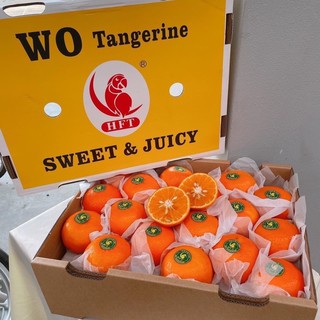 WO Tangerine
®
HFT
SWEET & JUICY